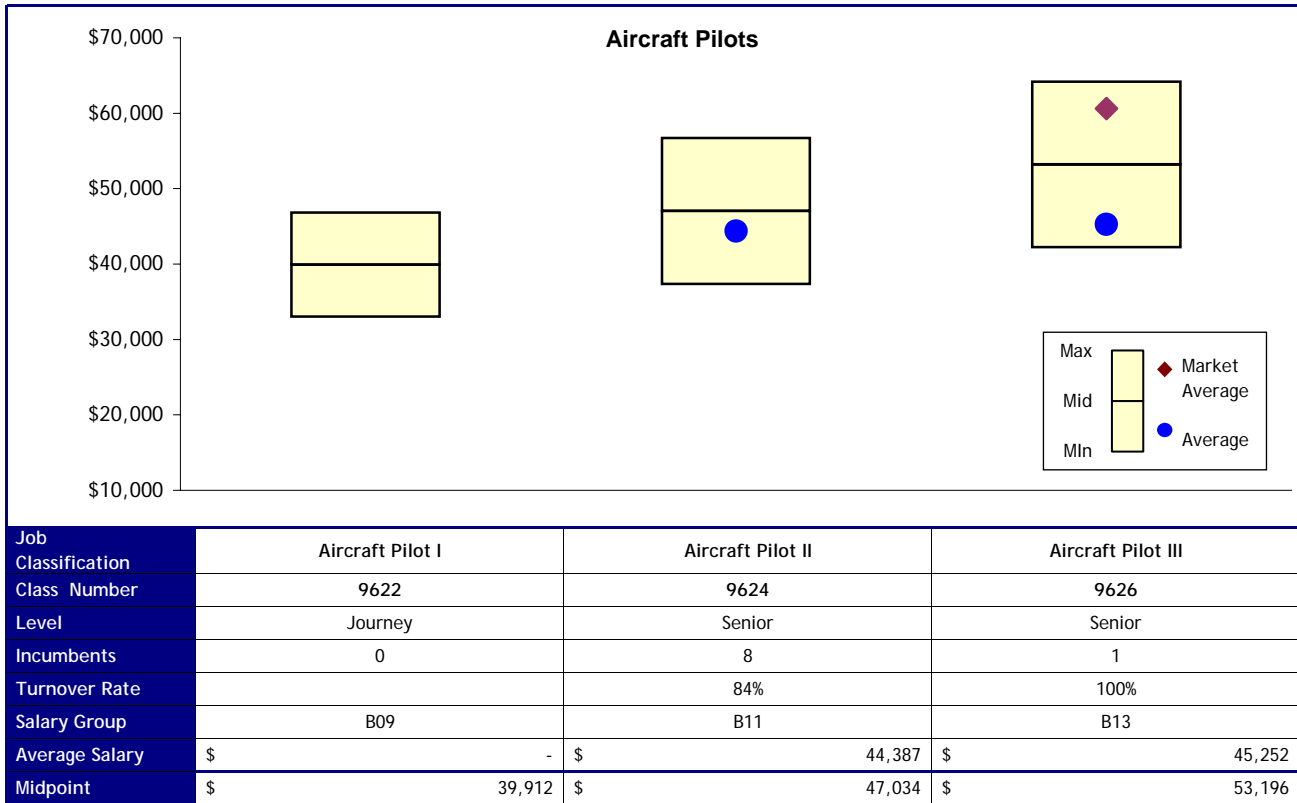 Aircraft Pilots
$70,000
$60,000
$50,000
$40,000
$30,000
$20,000
$10,000
Max
Mid
MIn
Market
Average
Average
Job
Classification Aircraft Pilot I Aircraft Pilot II Aircraft Pilot III
Class Number 9622 9624 9626
Level Journey Senior Senior
Incumbents 0 8 1
Turnover Rate 84% 100%
Salary Group B09 B11 B13
Average Salary $ - $ 44,387 $ 45,252
Midpoint $ 39,912 $ 47,034 $ 53,196